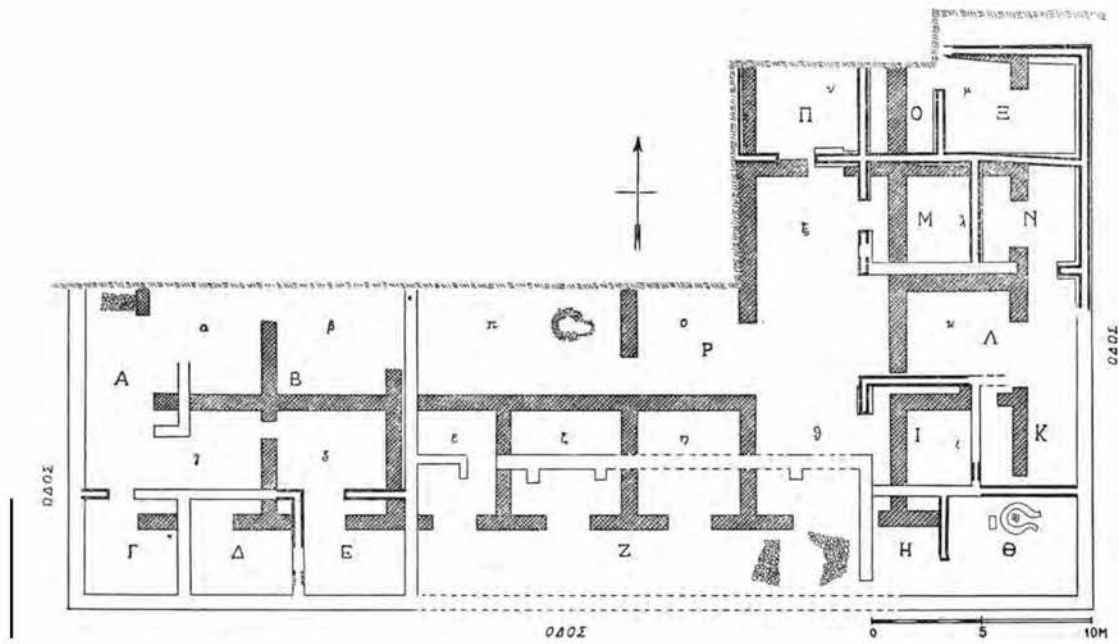 ν
μ
Π
Ο
Ξ
ξ
Μ
λ
Ν
α
β
π
ο
Ρ
κ
Λ
ΟΔΟΣ
Α
Β
ε
ζ
η
θ
Ι
ι
Κ
γ
δ
ΟΔΟΣ
Γ
Δ
Ε
Ζ
Η
Θ
ΟΔΟΣ
0 5 10Μ